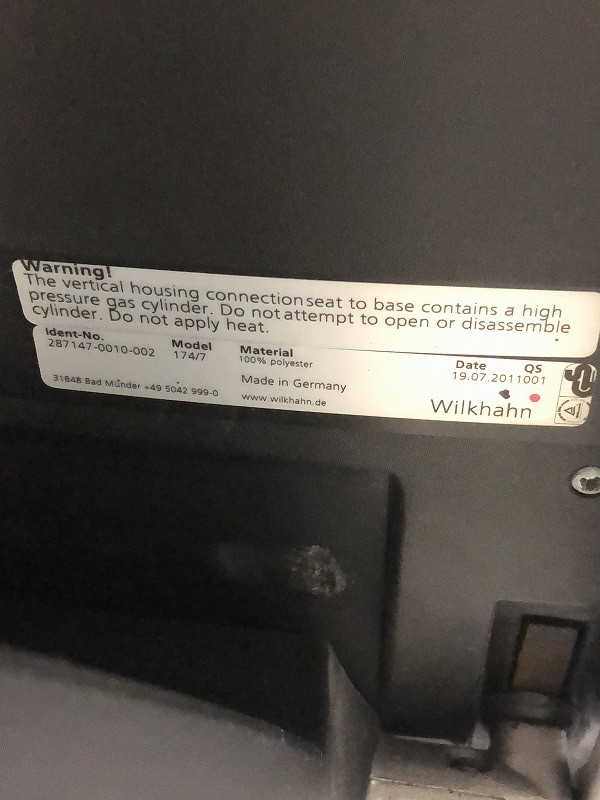 Warning!
The vertical housing connection seat to base contains a high
pressure gas cylinder. Do not attempt to open or disassemble
cylinder. Do not apply heat.
Ident-No. Model Material Date QS
287147-0010-002 174/7 100% polyester 19.07.2011 001
31848 Bad Münder +49 5042 999-0 Made in Germany
www.wilkhahn.de
Wilkhahn